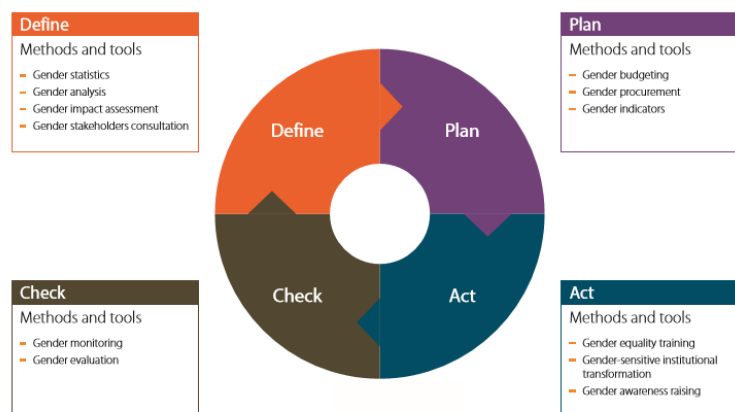 Define
Methods and tools
Gender statistics
Gender analysis
Gender impact assessment
Gender stakeholders consultation
Plan
Methods and tools
Gender budgeting
Gender procurement
Gender indicators
Define
Plan
Check
Act
Check
Methods and tools
Gender monitoring
Gender evaluation
Act
Methods and tools
Gender equality training
Gender-sensitive institutional
transformation
Gender awareness raising